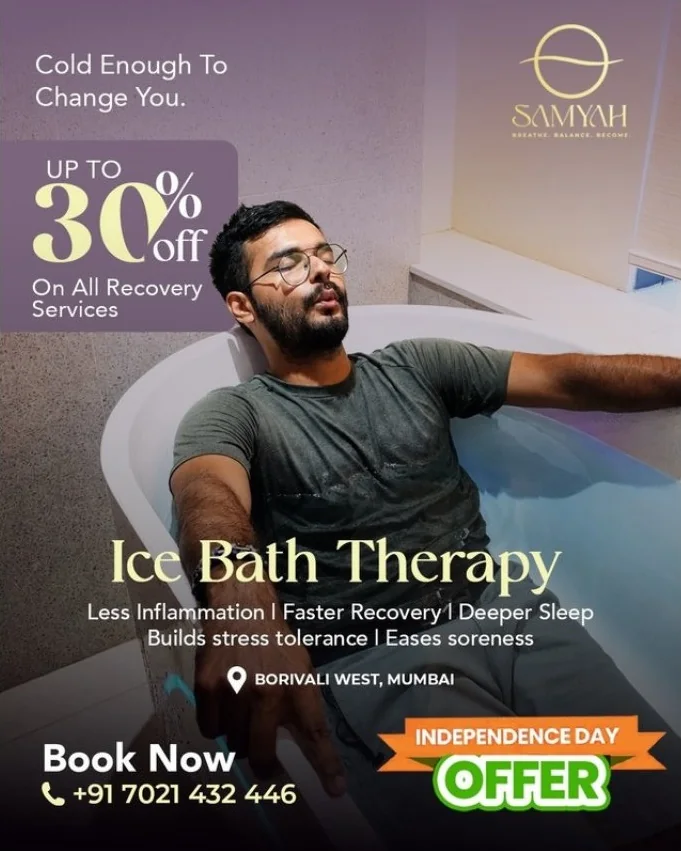 Cold Enough To
Change You.
SAMYAH
BREATHE. BALANCE. BECOME.
UP TO
30% off
On All Recovery
Services
Ice Bath Therapy
Less Inflammation | Faster Recovery | Deeper Sleep
Builds stress tolerance | Eases soreness
BORIVALI WEST, MUMBAI
Book Now
+91 7021 432 446
INDEPENDENCE DAY
OFFER